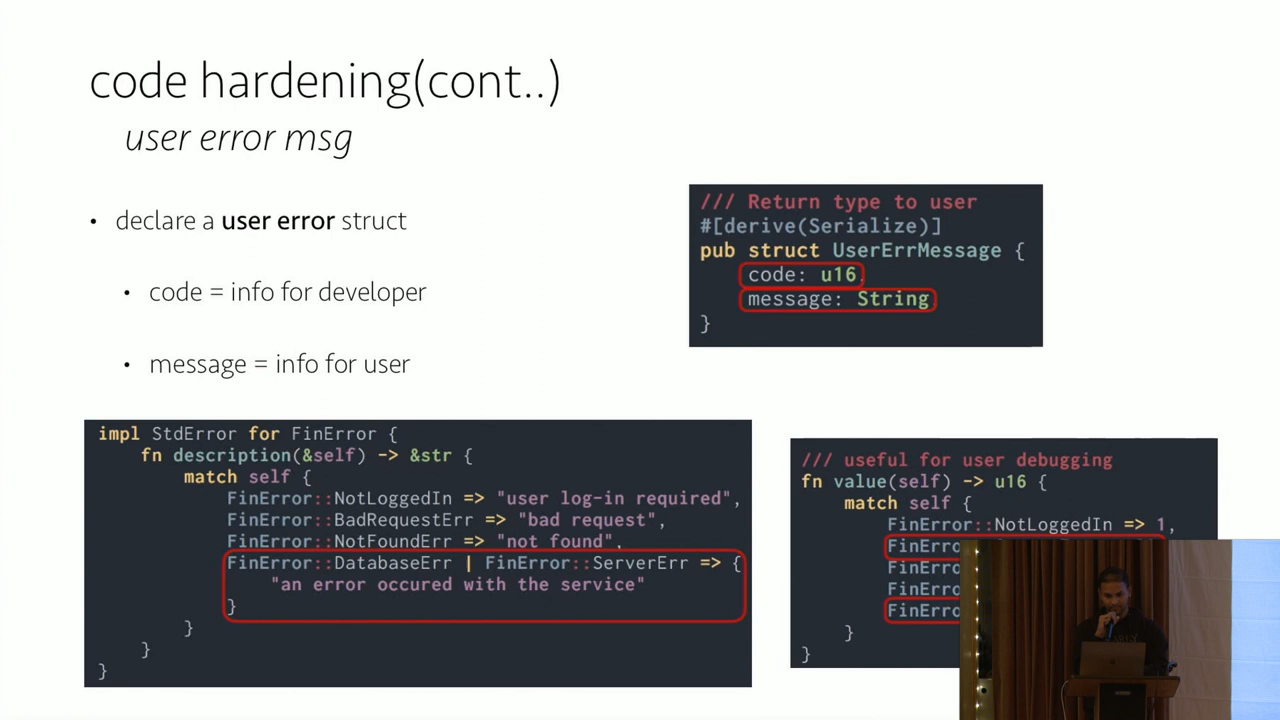 code hardening(cont..)
user error msg
• declare a user error struct
• code = info for developer
• message = info for user
/// Return type to user
#[derive(Serialize)]
pub struct UserErrMessage {
code: u16
message: String
}
impl StdError for FinError {
fn description(&self) -> &str {
match self {
FinError::NotLoggedIn => "user log-in required",
FinError::BadRequestErr => "bad request",
FinError::NotFoundErr => "not found",
FinError::DatabaseErr | FinError::ServerErr => {
"an error occured with the service"
}
}
}
}
/// useful for user debugging
fn value(self) -> u16 {
match self {
FinError::NotLoggedIn => 1,
FinErro
FinErro
FinErro
FinErro
}
}